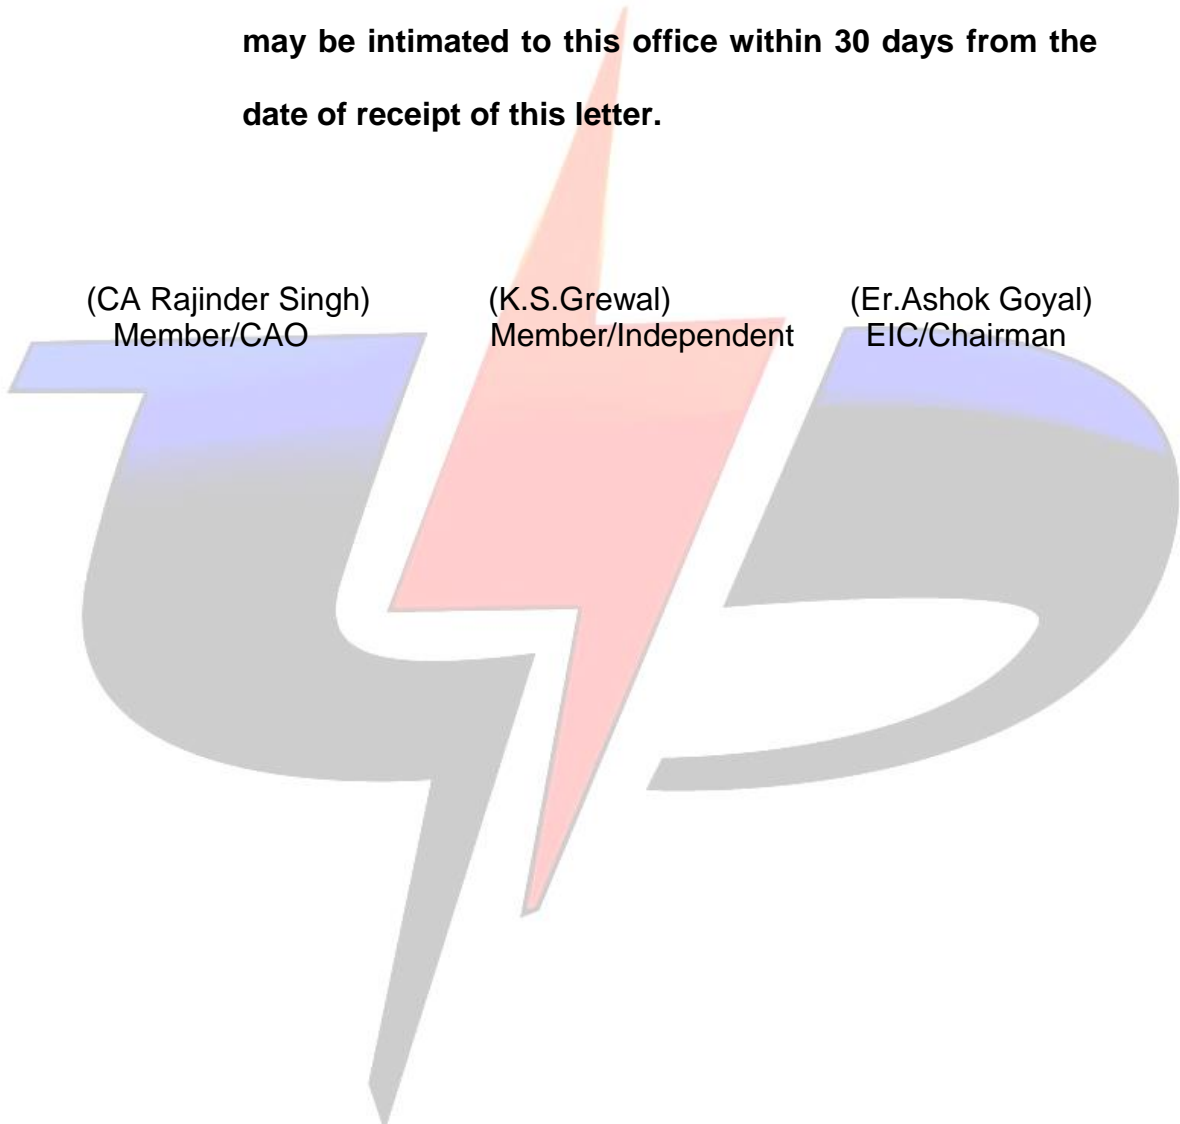 may be intimated to this office within 30 days from the
date of receipt of this letter.
(CA Rajinder Singh) (K.S.Grewal) (Er.Ashok Goyal)
Member/CAO Member/Independent EIC/Chairman